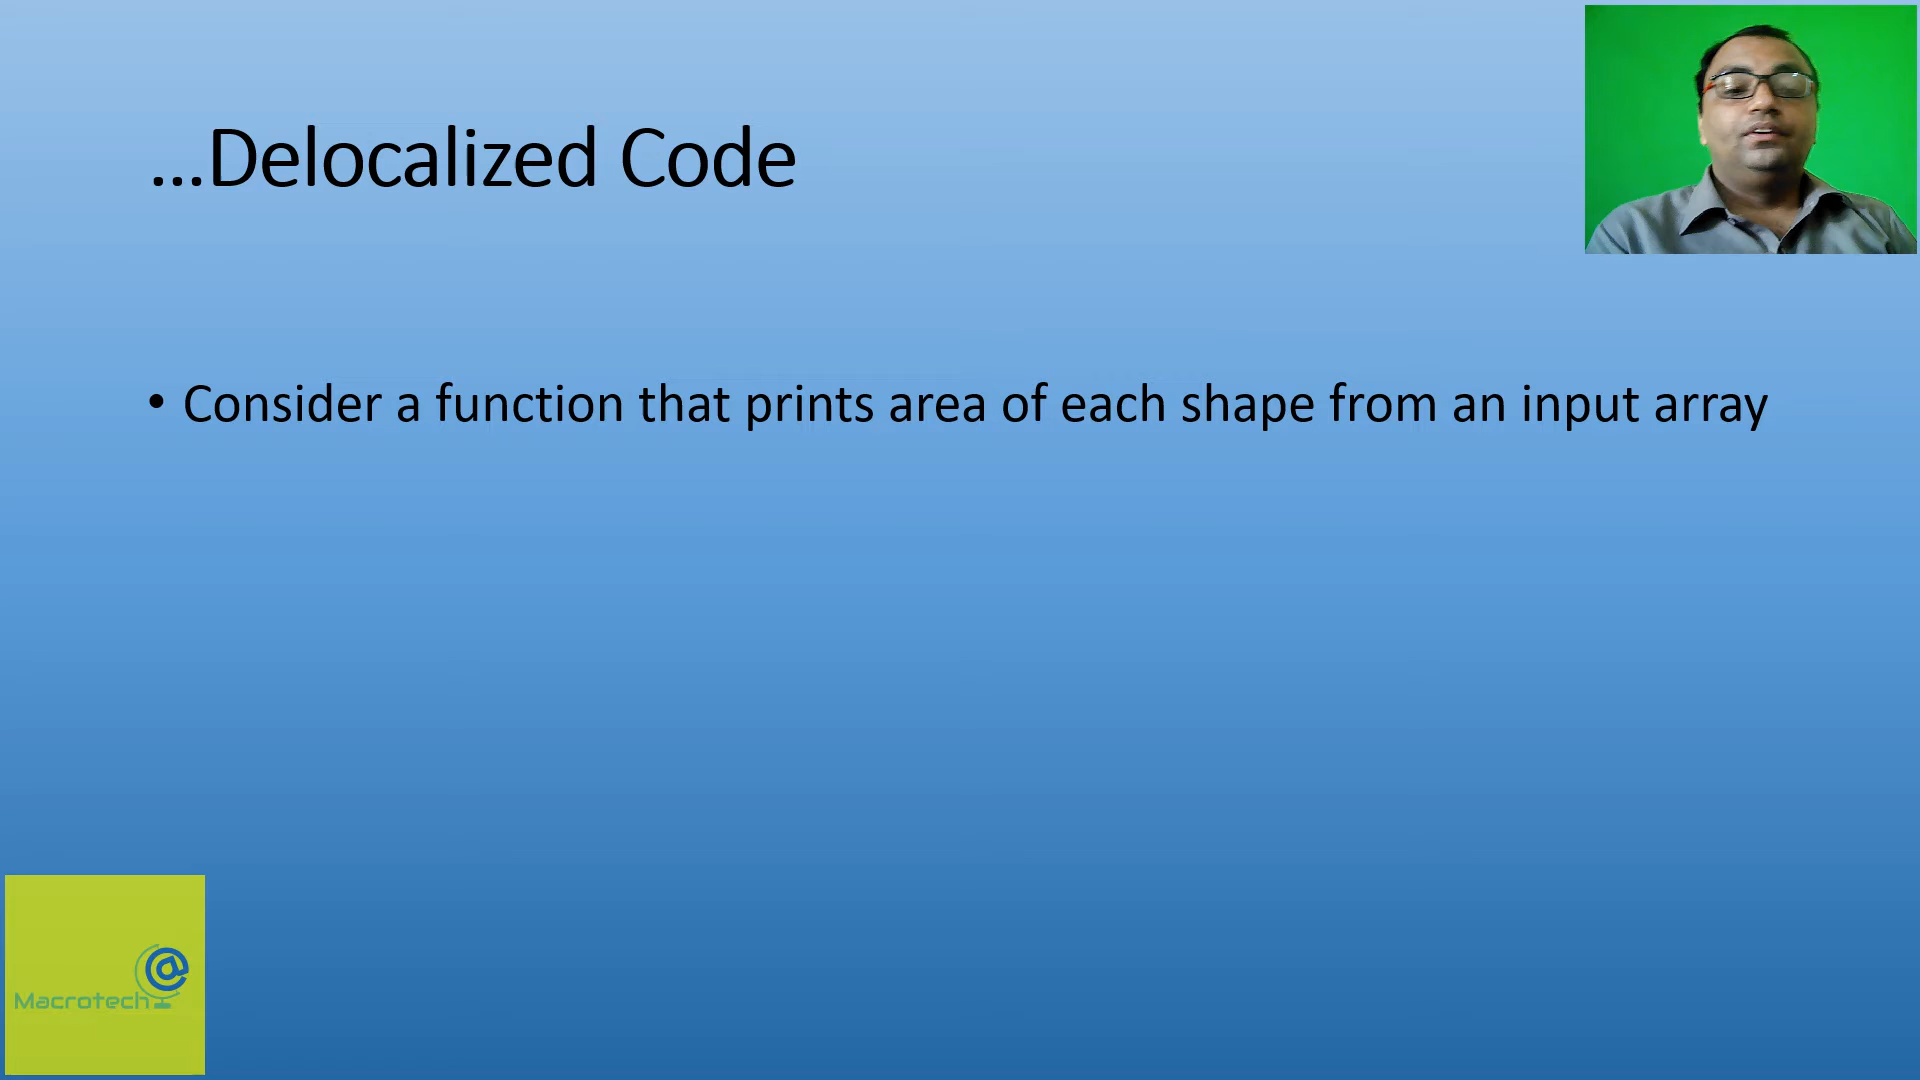 ...Delocalized Code
• Consider a function that prints area of each shape from an input array
@
Macrotech